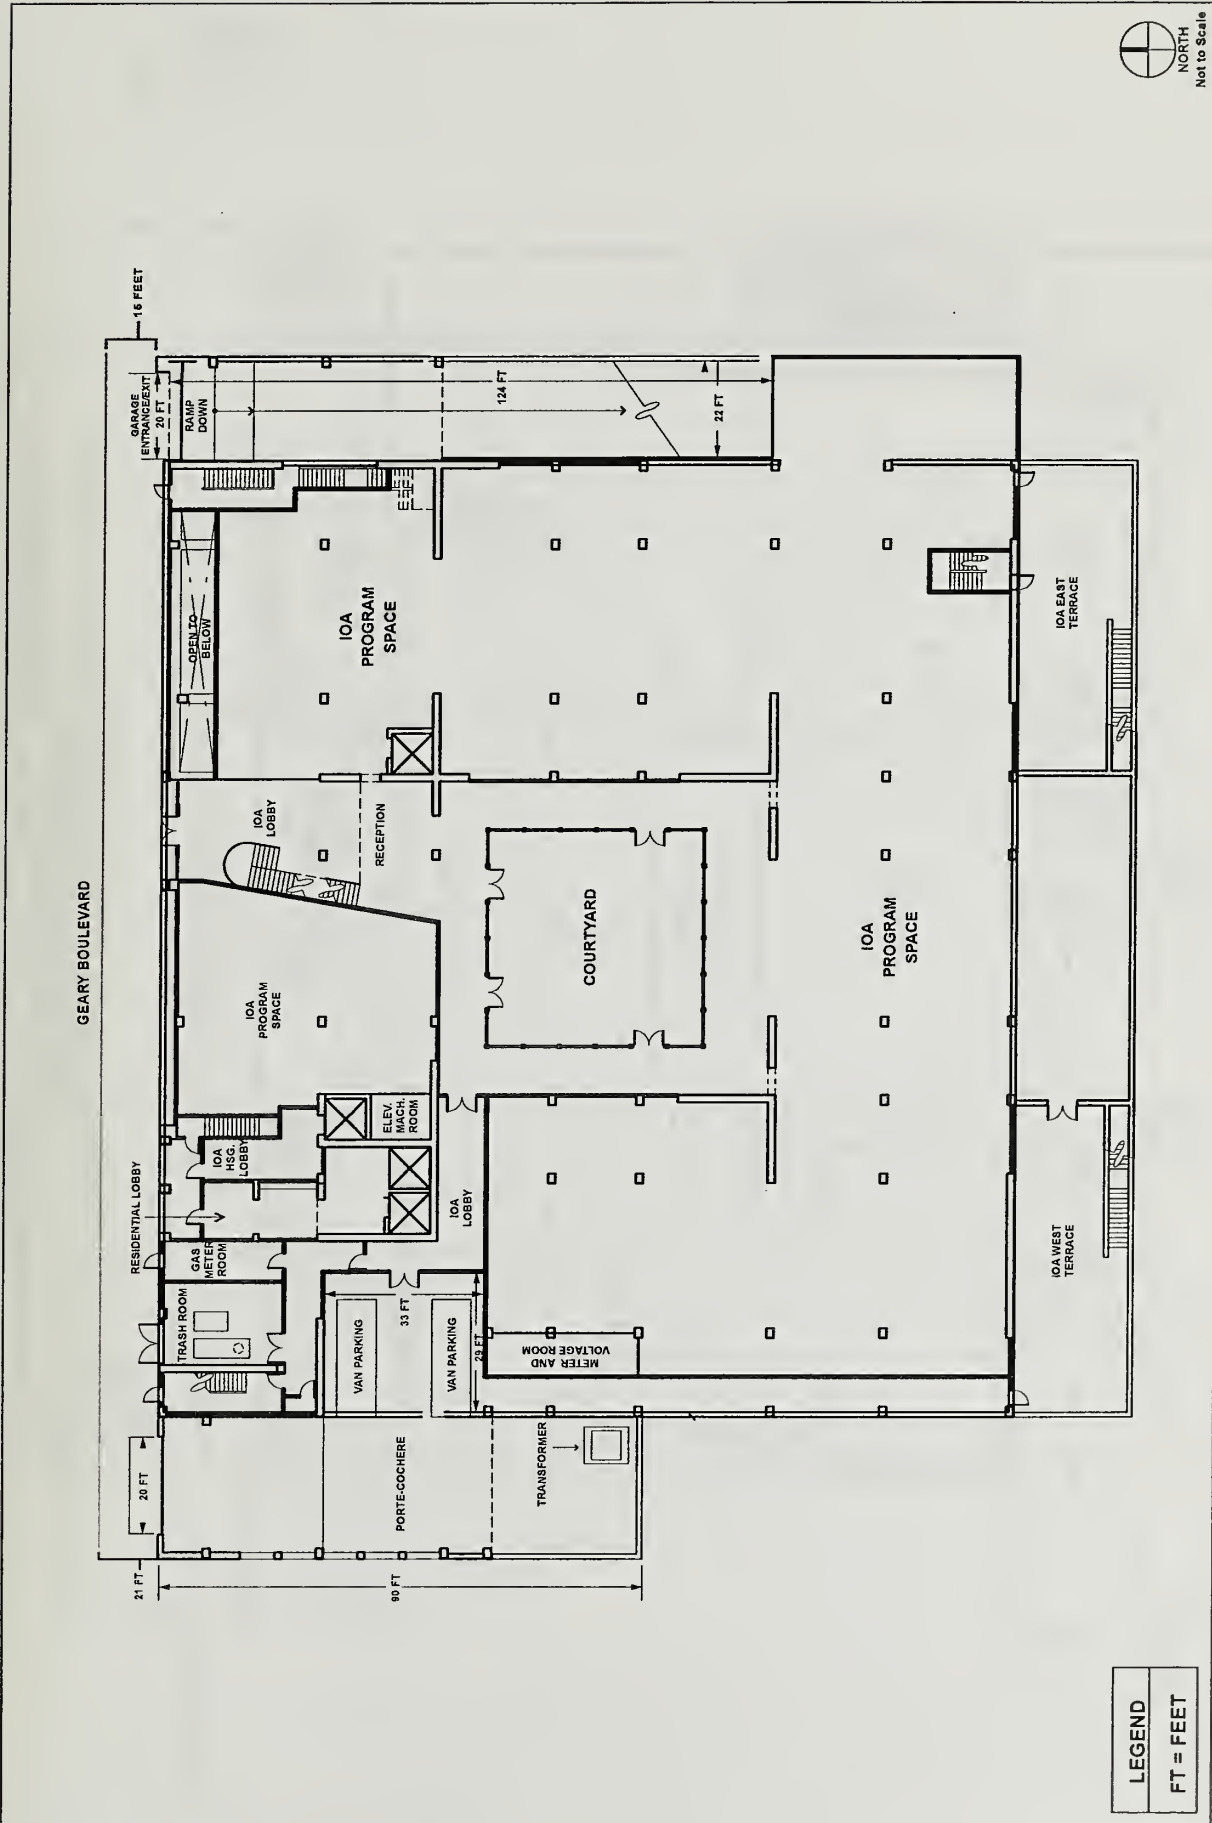 GEARY BOULEVARD
21 FT
20 FT
RESIDENTIAL LOBBY
GARAGE
ENTRANCE/EXIT
20 FT
15 FEET
TRASH ROOM
GAS
METER
ROOM
IOA
HSG.
LOBBY
IOA
PROGRAM
SPACE
IOA
LOBBY
OPEN TO
BELOW
RAMP
DOWN
90 FT
PORTE-COCHERE
VAN PARKING
33 FT
VAN PARKING
29 FT
ELEV.
MACH.
ROOM
IOA
LOBBY
RECEPTION
IOA
PROGRAM
SPACE
124 FT
TRANSFORMER
METER AND
VOLTAGE ROOM
COURTYARD
22 FT
IOA
PROGRAM
SPACE
IOA WEST
TERRACE
IOA EAST
TERRACE
LEGEND
FT = FEET
NORTH
Not to Scale